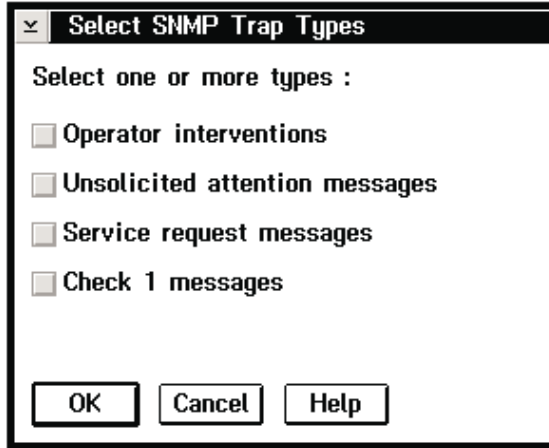 Select SNMP Trap Types
Select one or more types :
Operator interventions
Unsolicited attention messages
Service request messages
Check 1 messages
OK Cancel Help